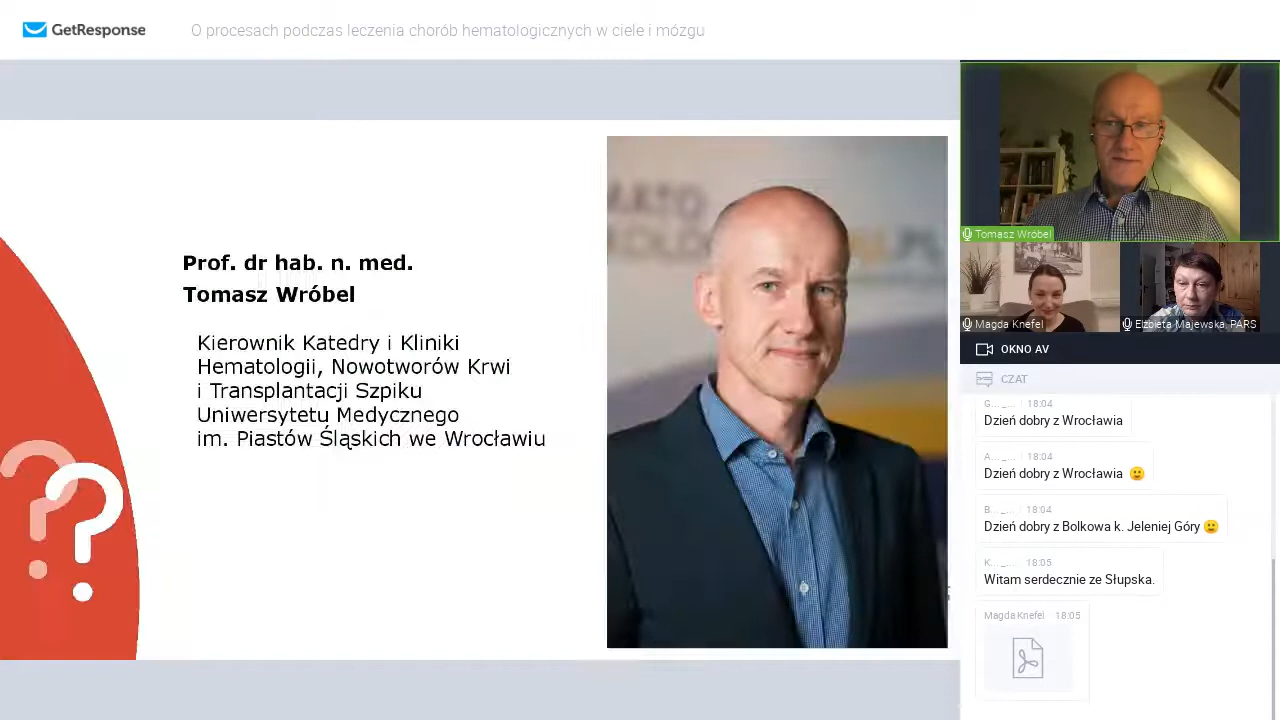 GetResponse
O procesach podczas leczenia chorób hematologicznych w ciele i mózgu
Prof. dr hab. n. med.
Tomasz Wróbel
Kierownik Katedry i Kliniki
Hematologii, Nowotworów Krwi
i Transplantacji Szpiku
Uniwersytetu Medycznego
im. Piastów Śląskich we Wrocławiu
Tomasz Wróbel
Magda Knefel
Elżbieta Majewska, PARS
OKNO AV
CZAT
G... _... 18:04
Dzień dobry z Wrocławia
A... _... 18:04
Dzień dobry z Wrocławia 🙂
B... _... 18:04
Dzień dobry z Bolkowa k. Jeleniej Góry 🙂
K... _... 18:05
Witam serdecznie ze Słupska.
Magda Knefel 18:05